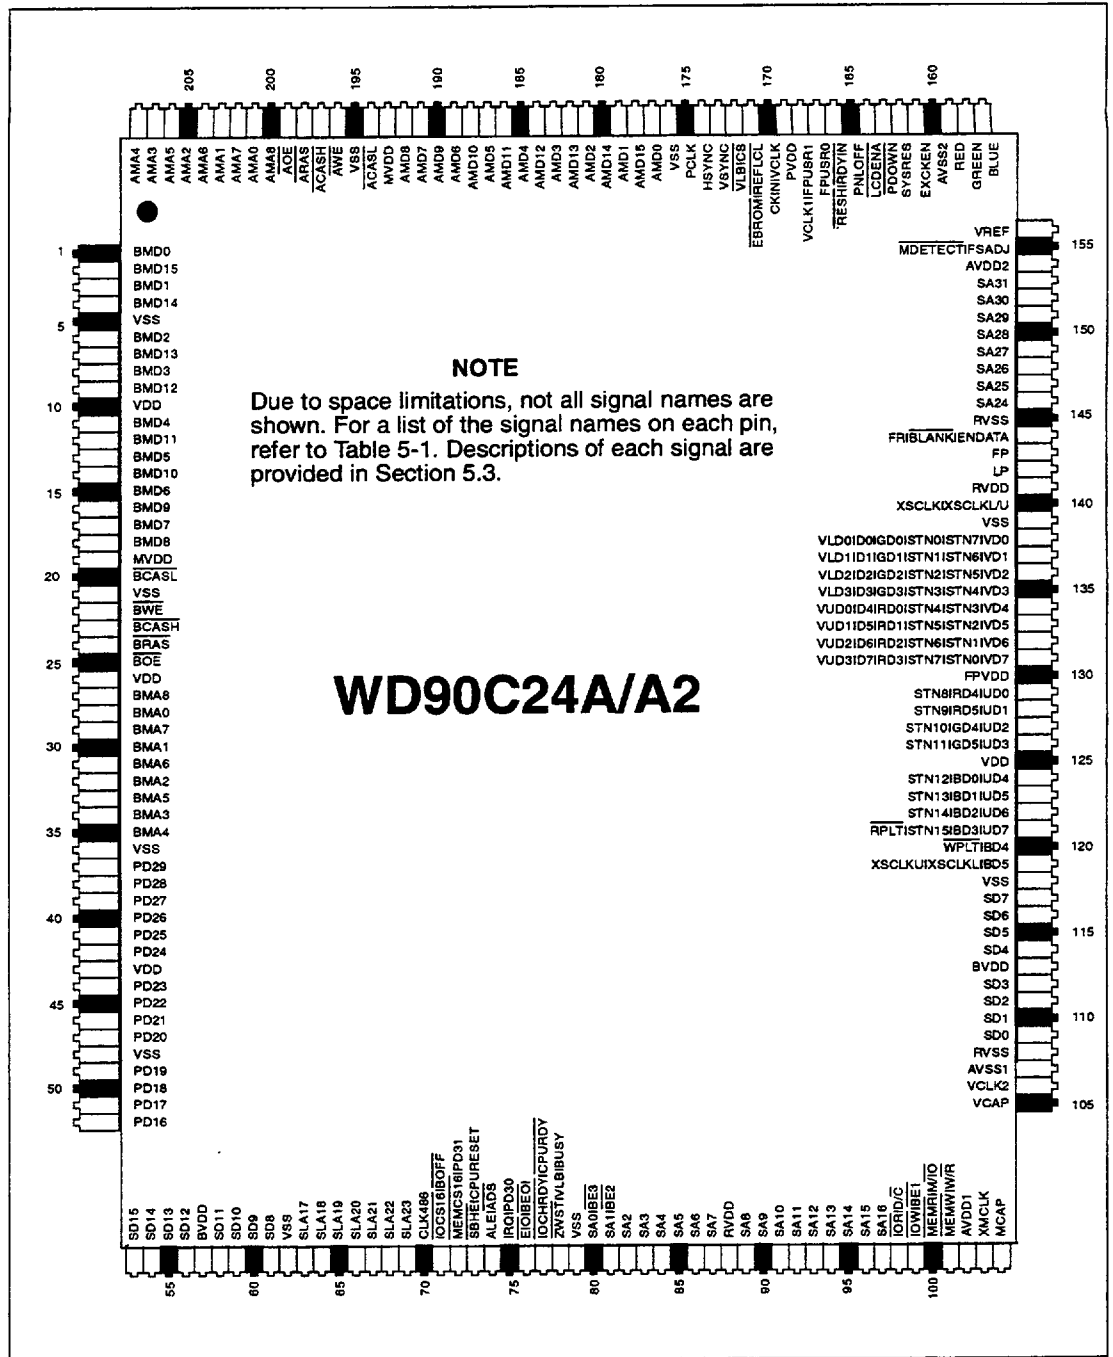 205 200 195 190 185 180 175 170 185 160
AMA4
AMA3
AMA5
AMA2
AMA6
AMA1
AMA7
AMA0
AMA8
AOE
ARAS
ACASH
AWE
VSS
ACASL
MVDD
AMD8
AMD7
AMD9
AMD6
AMD10
AMD5
AMD11
AMD4
AMD12
AMD3
AMD13
AMD2
AMD14
AMD1
AMD15
AMD0
VSS
PCLK
HSYNC
VSYNC
VLBICS
EBROMIREFLCL
CKINIVCLK
PVDD
VCLK1IFPUSR1
FPUSR0
RESHIRDYIN
PNLOFF
LCDENA
PDOWN
SYSRES
EXCKEN
AVSS2
RED
GREEN
BLUE
1 BMD0
BMD15
BMD1
BMD14
5 VSS
BMD2
BMD13
BMD3
BMD12
10 VDD
BMD4
BMD11
BMD5
BMD10
15 BMD6
BMD9
BMD7
BMD8
MVDD
20 BCASL
VSS
BWE
BCASH
BRAS
25 BOE
VDD
BMA8
BMA0
BMA7
30 BMA1
BMA6
BMA2
BMA5
BMA3
35 BMA4
VSS
PD29
PD28
PD27
40 PD26
PD25
PD24
VDD
PD23
45 PD22
PD21
PD20
VSS
PD19
50 PD18
PD17
PD16
NOTE
Due to space limitations, not all signal names are
shown. For a list of the signal names on each pin,
refer to Table 5-1. Descriptions of each signal are
provided in Section 5.3.
WD90C24A/A2
VREF
MDETECTIFSADJ 155
AVDD2
SA31
SA30
SA29
SA28 150
SA27
SA26
SA25
SA24
RVSS 145
FRIBLANKIENDATA
FP
LP
RVDD
XSCLKIXSCLKL/U 140
VSS
VLD0ID0IGD0ISTN0ISTN7IVD0
VLD1ID1IGD1ISTN1ISTN6IVD1
VLD2ID2IGD2ISTN2ISTN5IVD2
VLD3ID3IGD3ISTN3ISTN4IVD3 135
VUD0ID4IRD0ISTN4ISTN3IVD4
VUD1ID5IRD1ISTN5ISTN2IVD5
VUD2ID6IRD2ISTN6ISTN1IVD6
VUD3ID7IRD3ISTN7ISTN0IVD7
FPVDD 130
STN8IRD4IUD0
STN9IRD5IUD1
STN10IGD4IUD2
STN11IGD5IUD3
VDD 125
STN12IBD0IUD4
STN13IBD1IUD5
STN14IBD2IUD6
RPLTISTN15IBD3IUD7
WPLTIBD4 120
XSCLKUIXSCLKLIBD5
VSS
SD7
SD6
SD5 115
SD4
BVDD
SD3
SD2
SD1 110
SD0
RVSS
AVSS1
VCLK2
VCAP 105
SD15
SD14
SD13
SD12
BVDD
SD11
SD10
SD9
SD8
VSS
SLA17
SLA18
SLA19
SLA20
SLA21
SLA22
SLA23
CLK486
IOCS16IBOFF
MEMCS16IPD31
SBHEICPURESET
ALEIADS
IRQIPD30
EIOIBEOI
IOCHRDYICPURDY
ZWSTIVLBIBUSY
VSS
SA0IBE3
SA1IBE2
SA2
SA3
SA4
SA5
SA6
SA7
RVDD
SA8
SA9
SA10
SA11
SA12
SA13
SA14
SA15
SA16
IORID/C
IOWIBE1
MEMRIM/IO
MEMWIW/R
AVDD1
XMCLK
MCAP
55 60 65 70 75 80 85 90 95 100